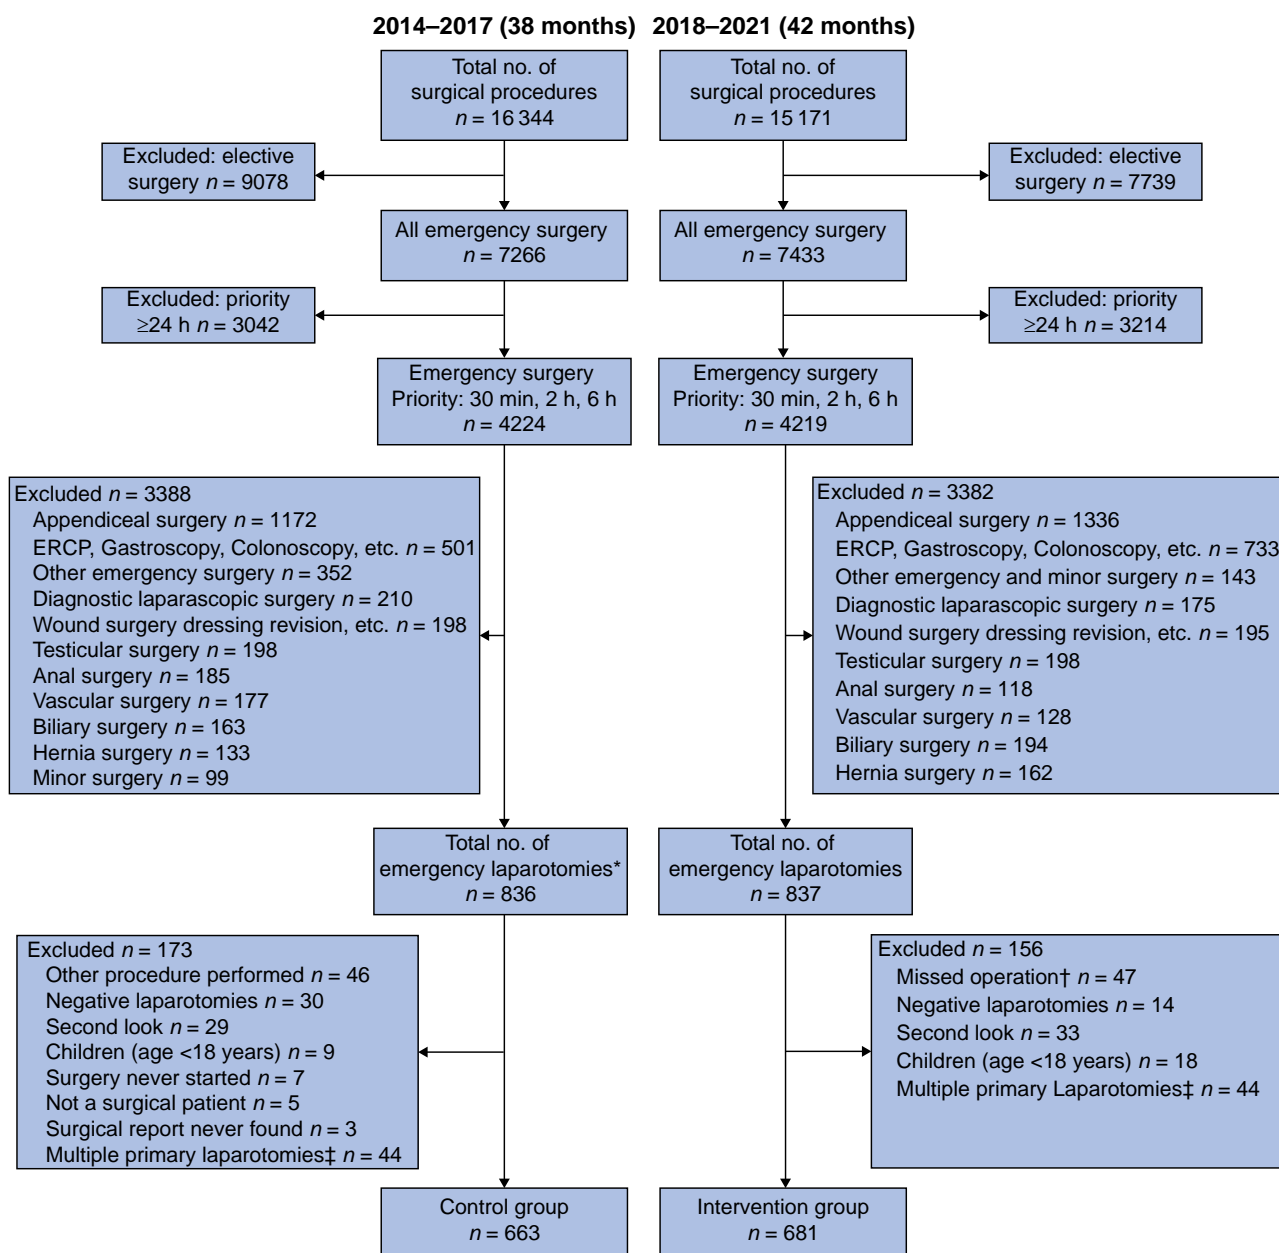 2014–2017 (38 months)
2018–2021 (42 months)
Total no. of
surgical procedures
n = 16 344
Total no. of
surgical procedures
n = 15 171
Excluded: elective
surgery n = 9078
Excluded: elective
surgery n = 7739
All emergency surgery
n = 7266
All emergency surgery
n = 7433
Excluded: priority
≥24 h n = 3042
Excluded: priority
≥24 h n = 3214
Emergency surgery
Priority: 30 min, 2 h, 6 h
n = 4224
Emergency surgery
Priority: 30 min, 2 h, 6 h
n = 4219
Excluded n = 3388
Appendiceal surgery n = 1172
ERCP, Gastroscopy, Colonoscopy, etc. n = 501
Other emergency surgery n = 352
Diagnostic laparascopic surgery n = 210
Wound surgery dressing revision, etc. n = 198
Testicular surgery n = 198
Anal surgery n = 185
Vascular surgery n = 177
Biliary surgery n = 163
Hernia surgery n = 133
Minor surgery n = 99
Excluded n = 3382
Appendiceal surgery n = 1336
ERCP, Gastroscopy, Colonoscopy, etc. n = 733
Other emergency and minor surgery n = 143
Diagnostic laparascopic surgery n = 175
Wound surgery dressing revision, etc. n = 195
Testicular surgery n = 198
Anal surgery n = 118
Vascular surgery n = 128
Biliary surgery n = 194
Hernia surgery n = 162
Total no. of
emergency laparotomies*
n = 836
Total no. of
emergency laparotomies
n = 837
Excluded n = 173
Other procedure performed n = 46
Negative laparotomies n = 30
Second look n = 29
Children (age <18 years) n = 9
Surgery never started n = 7
Not a surgical patient n = 5
Surgical report never found n = 3
Multiple primary laparotomies‡ n = 44
Excluded n = 156
Missed operation† n = 47
Negative laparotomies n = 14
Second look n = 33
Children (age <18 years) n = 18
Multiple primary Laparotomies‡ n = 44
Control group
n = 663
Intervention group
n = 681